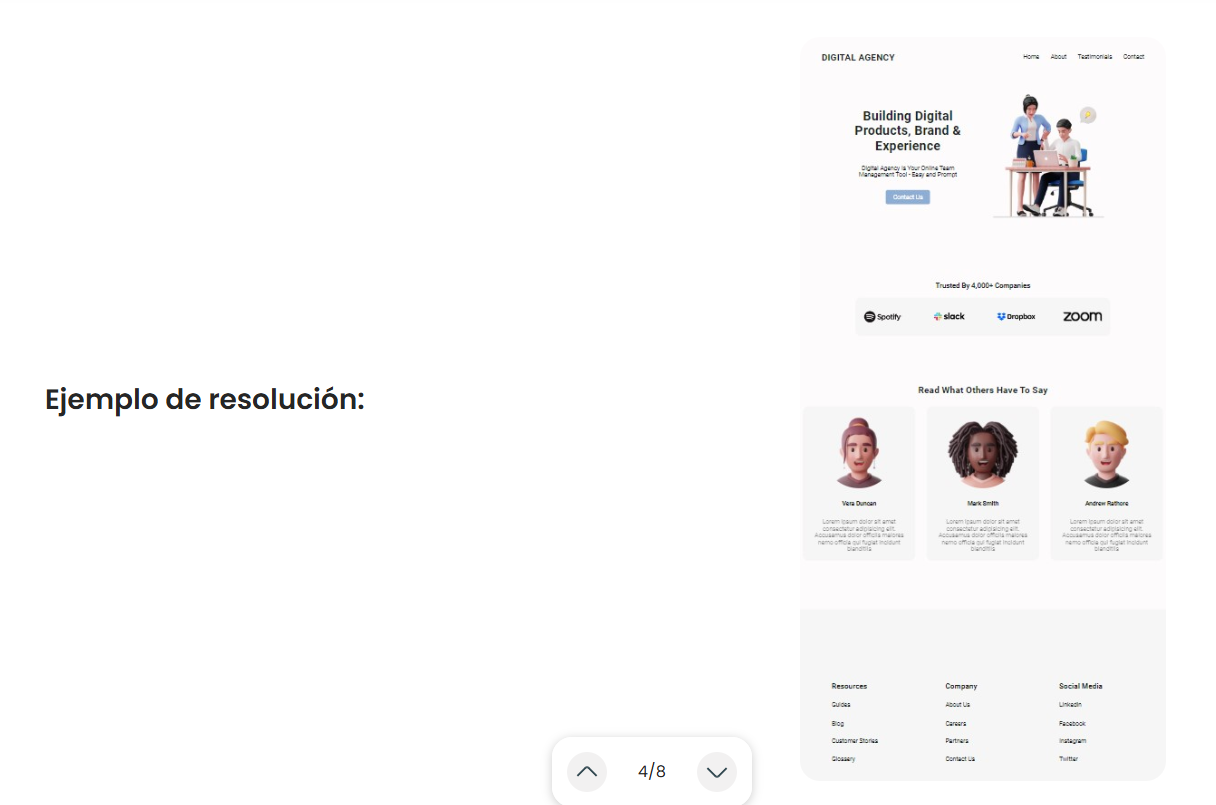 Ejemplo de resolución:
DIGITAL AGENCY
Home About Testimonials Contact
Building Digital
Products, Brand &
Experience
Digital Agency Is Your Online Team
Management Tool - Easy and Prompt
Contact Us
Trusted By 4,000+ Companies
Spotify slack Dropbox zoom
Read What Others Have To Say
Vera Duncan
Lorem ipsum dolor sit amet
consectetur adipisicing elit.
Accusamus dolor officiis maiores
nemo officia qui fugiat incidunt
blanditiis
Mark Smith
Lorem ipsum dolor sit amet
consectetur adipisicing elit.
Accusamus dolor officiis maiores
nemo officia qui fugiat incidunt
blanditiis
Andrew Rathore
Lorem ipsum dolor sit amet
consectetur adipisicing elit.
Accusamus dolor officiis maiores
nemo officia qui fugiat incidunt
blanditiis
Resources
Guides
Blog
Customer Stories
Glossery
Company
About Us
Careers
Partners
Contact Us
Social Media
LinkedIn
Facebook
Instagram
Twitter
4/8